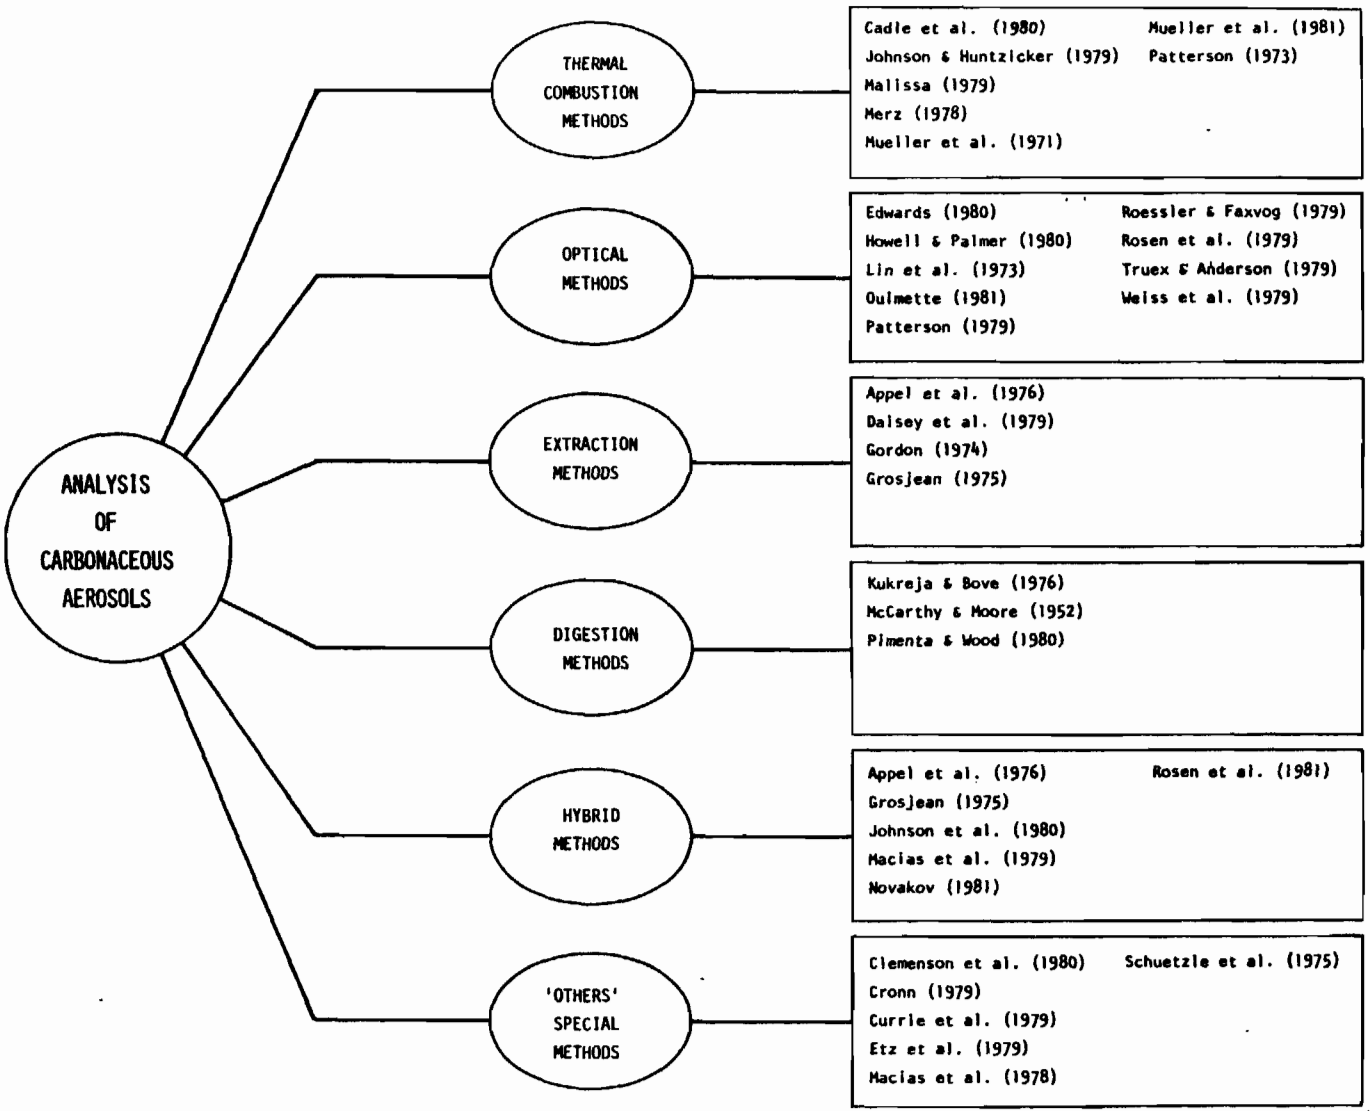 ANALYSIS
OF
CARBONACEOUS
AEROSOLS
THERMAL
COMBUSTION
METHODS
Cadle et al. (1980)
Johnson & Huntzicker (1979)
Malissa (1979)
Merz (1978)
Mueller et al. (1971)
Mueller et al. (1981)
Patterson (1973)
OPTICAL
METHODS
Edwards (1980)
Howell & Palmer (1980)
Lin et al. (1973)
Ouimette (1981)
Patterson (1979)
Roessler & Faxvog (1979)
Rosen et al. (1979)
Truex & Anderson (1979)
Weiss et al. (1979)
EXTRACTION
METHODS
Appel et al. (1976)
Daisey et al. (1979)
Gordon (1974)
Grosjean (1975)
DIGESTION
METHODS
Kukreja & Bove (1976)
McCarthy & Moore (1952)
Pimenta & Wood (1980)
HYBRID
METHODS
Appel et al. (1976)
Grosjean (1975)
Johnson et al. (1980)
Macias et al. (1979)
Novakov (1981)
Rosen et al. (1981)
'OTHERS'
SPECIAL
METHODS
Clemenson et al. (1980)
Cronn (1979)
Currie et al. (1979)
Etz et al. (1979)
Macias et al. (1978)
Schuetzle et al. (1975)